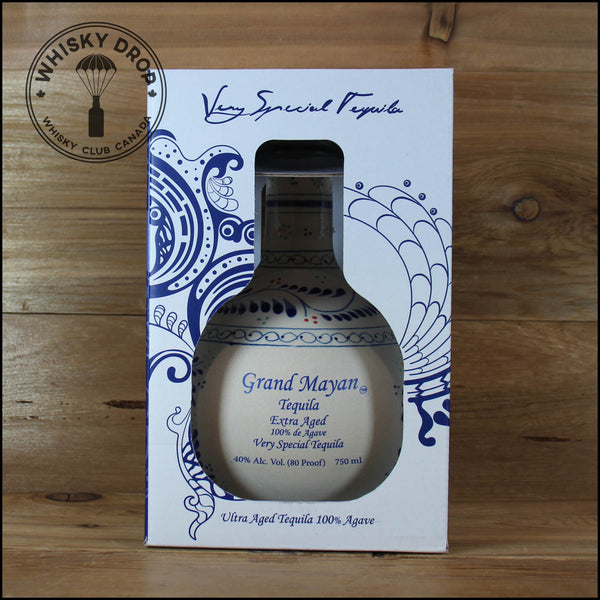 WHISKY DROP
WHISKY CLUB CANADA
Very Special Tequila
Grand Mayan TM
Tequila
Extra Aged
100% de Agave
Very Special Tequila
40% Alc. Vol. (80 Proof) 750 ml
Ultra Aged Tequila 100% Agave